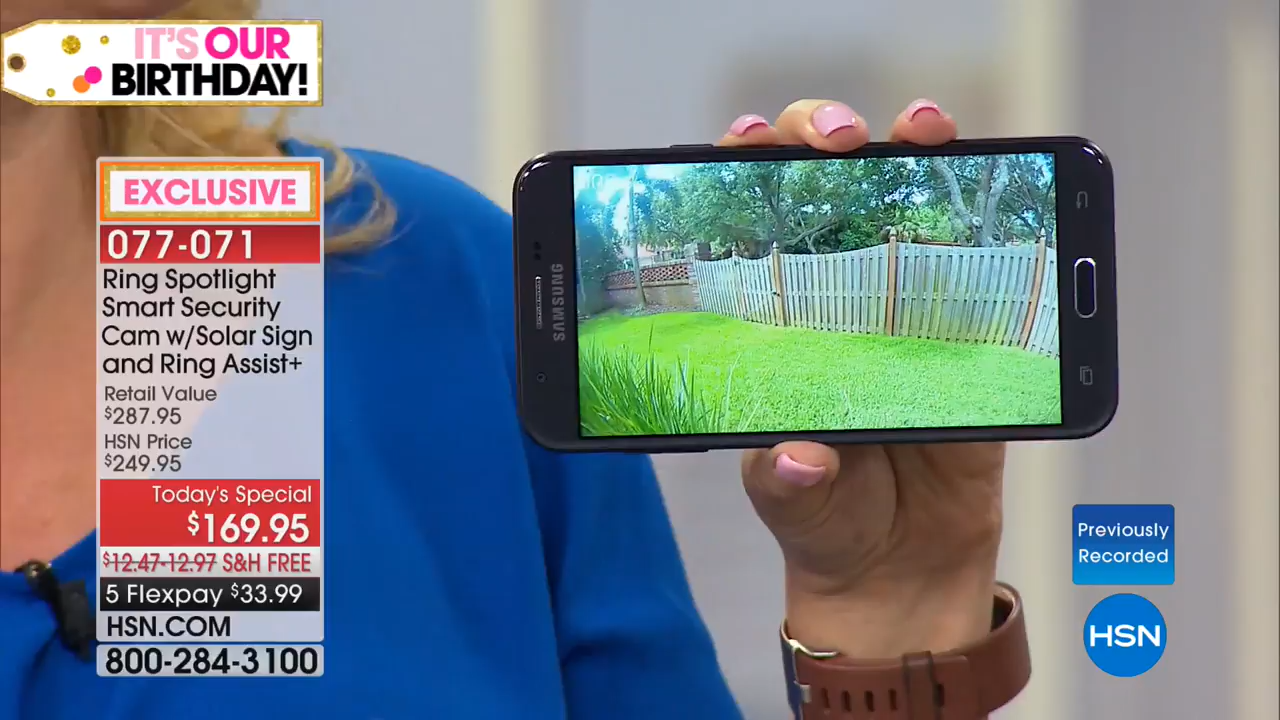 IT'S OUR
BIRTHDAY!
EXCLUSIVE
077-071
Ring Spotlight
Smart Security
Cam w/Solar Sign
and Ring Assist+
Retail Value
$287.95
HSN Price
$249.95
Today's Special
$169.95
$12.47-12.97 S&H FREE
5 Flexpay $33.99
HSN.COM
800-284-3100
SAMSUNG
Previously
Recorded
HSN